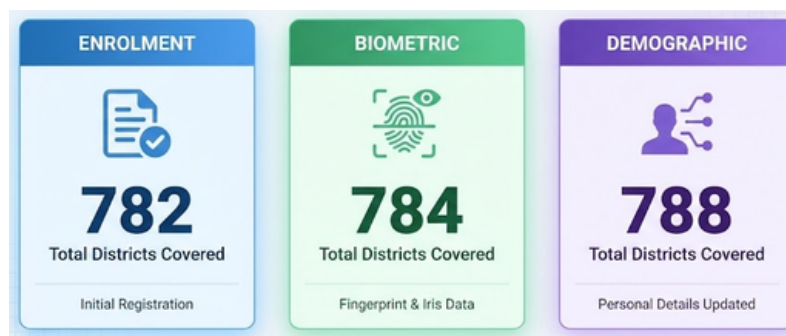 ENROLMENT
782
Total Districts Covered
Initial Registration
BIOMETRIC
784
Total Districts Covered
Fingerprint & Iris Data
DEMOGRAPHIC
788
Total Districts Covered
Personal Details Updated